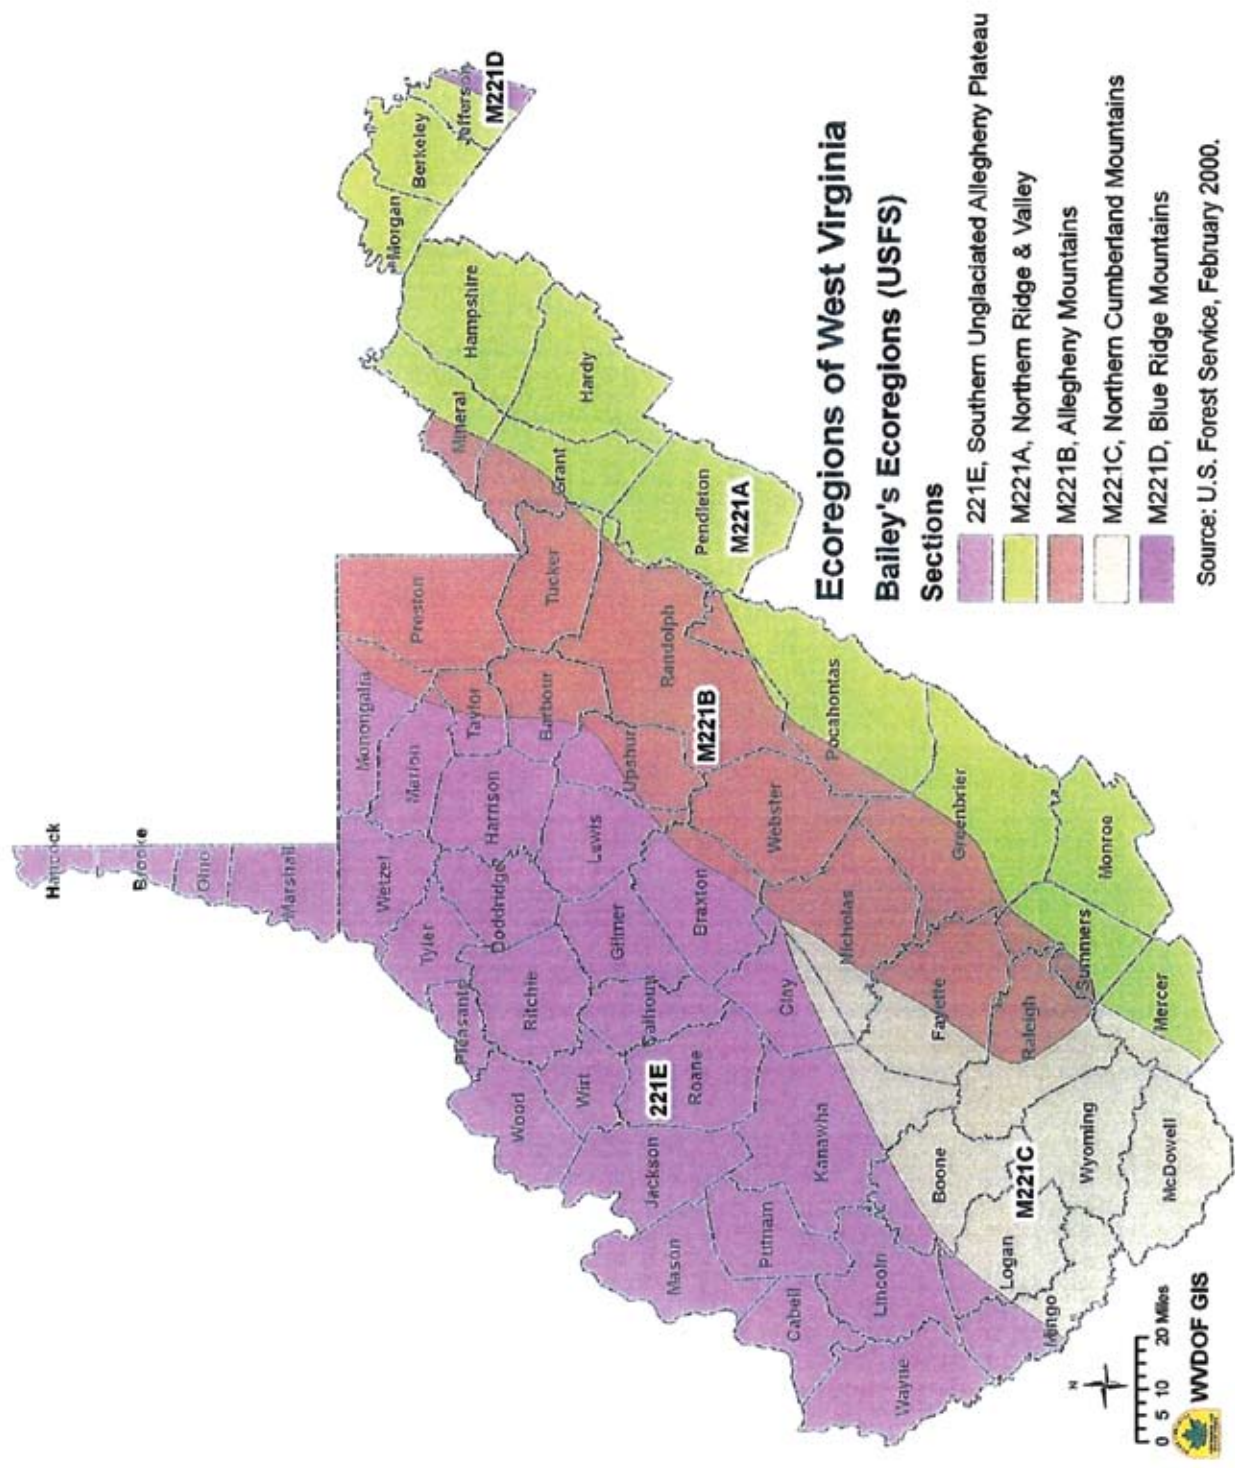 Hancock
Brooke
Ohio
Marshall
Wetzel
Monongalia
Marion
Preston
Tyler
Pleasants
Doddridge
Harrison
Taylor
Barbour
Tucker
Mineral
Grant
Hampshire
Hardy
Morgan
Berkeley
Jefferson
M221D
Wood
Ritchie
Wirt
Calhoun
Gilmer
Lewis
Upshur
Randolph
Pendleton
M221A
221E
Jackson
Roane
Braxton
Webster
M221B
Mason
Putnam
Kanawha
Clay
Nicholas
Pocahontas
Greenbrier
Cabell
Lincoln
Wayne
Boone
Fayette
Raleigh
Summers
Monroe
Mercer
Logan
M221C
Wyoming
Mingo
McDowell
Ecoregions of West Virginia
Bailey's Ecoregions (USFS)
Sections
221E, Southern Unglaciated Allegheny Plateau
M221A, Northern Ridge & Valley
M221B, Allegheny Mountains
M221C, Northern Cumberland Mountains
M221D, Blue Ridge Mountains
Source: U.S. Forest Service, February 2000.
N
0 5 10 20 Miles
WVDOF GIS